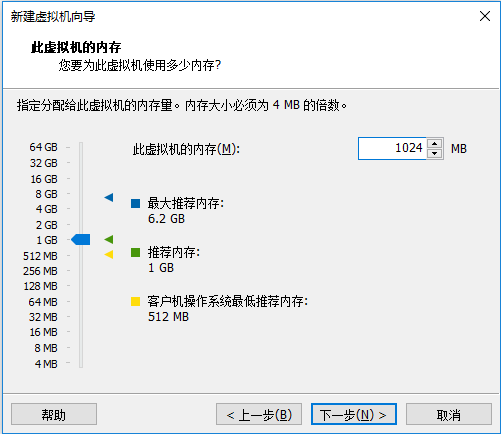 新建虚拟机向导
此虚拟机的内存
您要为此虚拟机使用多少内存?
指定分配给此虚拟机的内存量。内存大小必须为 4 MB 的倍数。
64 GB
此虚拟机的内存(M):
1024
MB
32 GB
16 GB
8 GB
4 GB
2 GB
1 GB
512 MB
256 MB
128 MB
64 MB
32 MB
16 MB
8 MB
4 MB
最大推荐内存:
6.2 GB
推荐内存:
1 GB
客户机操作系统最低推荐内存:
512 MB
帮助
< 上一步(B)
下一步(N) >
取消